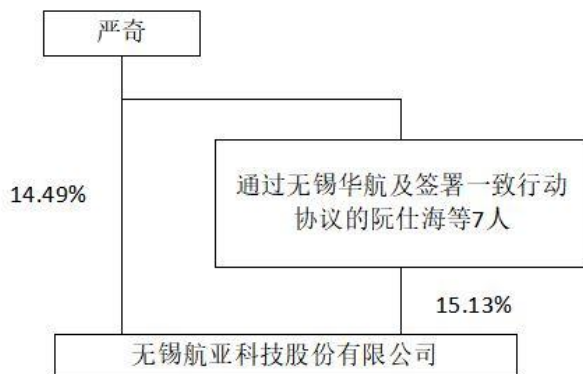 严奇
14.49%
通过无锡华航及签署一致行动
协议的阮仕海等7人
15.13%
无锡航亚科技股份有限公司